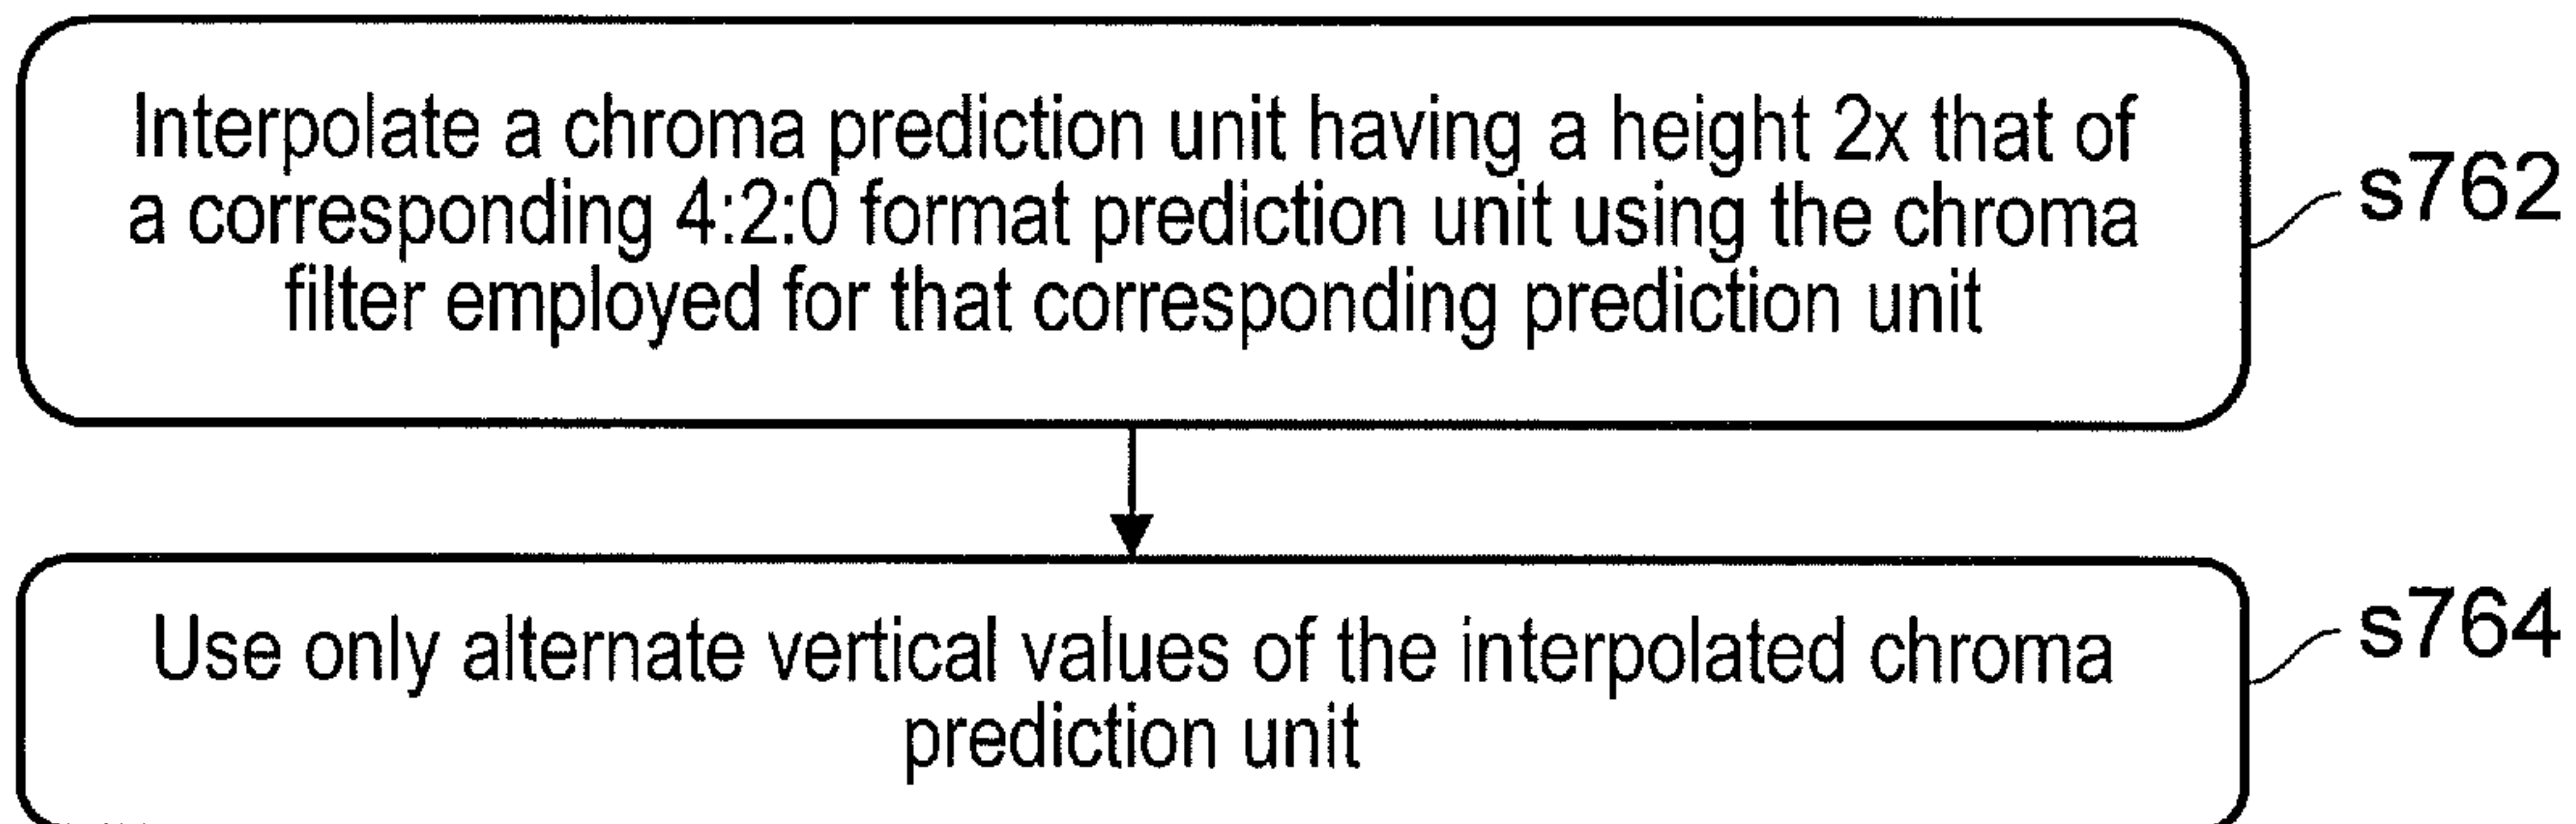 Interpolate a chroma prediction unit having a height 2x that of
a corresponding 4:2:0 format prediction unit using the chroma
filter employed for that corresponding prediction unit
s762
Use only alternate vertical values of the interpolated chroma
prediction unit
s764